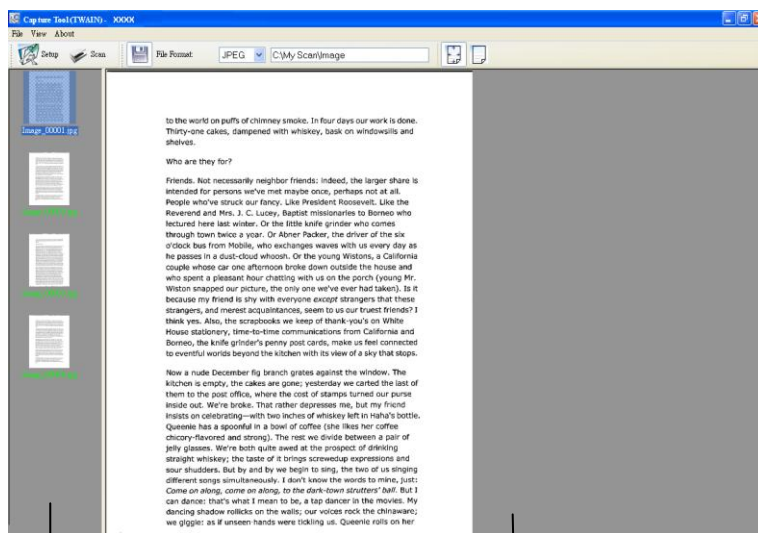 Capture Tool(TWAIN) - XXXX
File View About
Setup Scan File Format: JPEG C:\My Scan\Image
Image_00001.jpg
to the world on puffs of chimney smoke. In four days our work is done.
Thirty-one cakes, dampened with whiskey, bask on windowsills and
shelves.
Who are they for?
Friends. Not necessarily neighbor friends: indeed, the larger share is
intended for persons we've met maybe once, perhaps not at all.
People who've struck our fancy. Like President Roosevelt. Like the
Reverend and Mrs. J. C. Lucey, Baptist missionaries to Borneo who
lectured here last winter. Or the little knife grinder who comes
through town twice a year. Or Abner Packer, the driver of the six
o'clock bus from Mobile, who exchanges waves with us every day as
he passes in a dust-cloud whoosh. Or the young Wistons, a California
couple whose car one afternoon broke down outside the house and
who spent a pleasant hour chatting with us on the porch (young Mr.
Wiston snapped our picture, the only one we've ever had taken). Is it
because my friend is shy with everyone except strangers that these
strangers, and merest acquaintances, seem to us our truest friends? I
think yes. Also, the scrapbooks we keep of thank-you's on White
House stationery, time-to-time communications from California and
Borneo, the knife grinder's penny post cards, make us feel connected
to eventful worlds beyond the kitchen with its view of a sky that stops.
Now a nude December fig branch grates against the window. The
kitchen is empty, the cakes are gone; yesterday we carted the last of
them to the post office, where the cost of stamps turned our purse
inside out. We're broke. That rather depresses me, but my friend
insists on celebrating—with two inches of whiskey left in Haha's bottle.
Queenie has a spoonful in a bowl of coffee (she likes her coffee
chicory-flavored and strong). The rest we divide between a pair of
jelly glasses. We're both quite awed at the prospect of drinking
straight whiskey; the taste of it brings screwedup expressions and
sour shudders. But by and by we begin to sing, the two of us singing
different songs simultaneously. I don't know the words to mine, just:
Come on along, come on along, to the dark-town strutters' ball. But I
can dance: that's what I mean to be, a tap dancer in the movies. My
dancing shadow rollicks on the walls; our voices rock the chinaware;
we giggle: as if unseen hands were tickling us. Queenie rolls on her